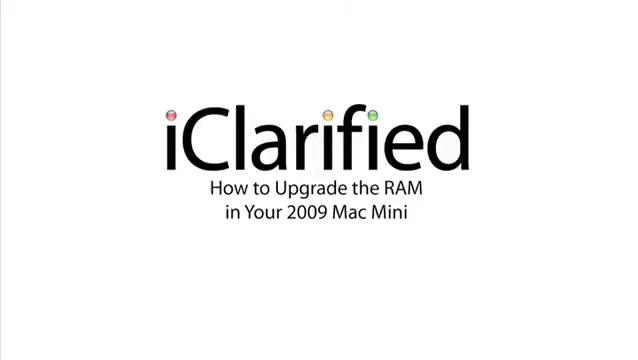 iClarified
How to Upgrade the RAM
in Your 2009 Mac Mini